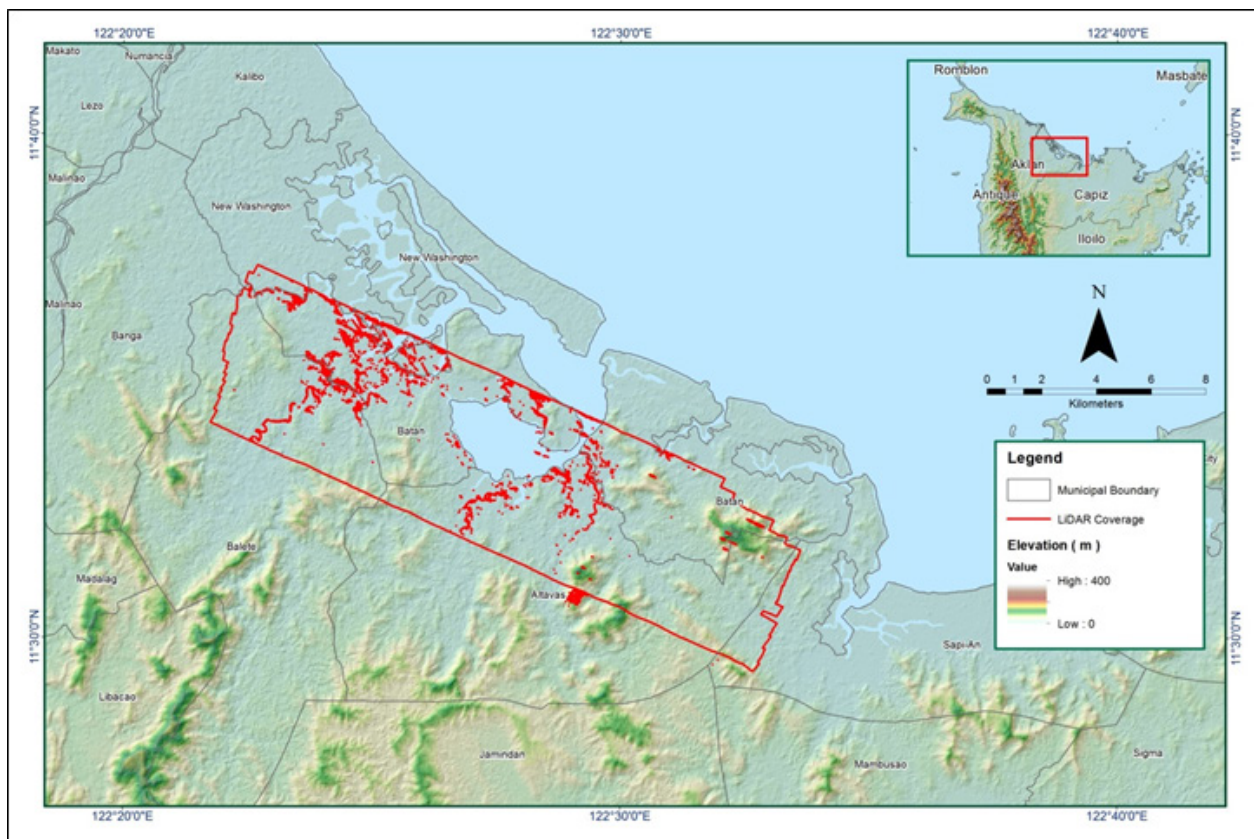 122°20'0"E
122°30'0"E
122°40'0"E
Makato
Numancia
Kalibo
Lezo
Romblon
Masbate
11°40'0"N
11°40'0"N
Aklan
Malinao
Antique
Capiz
New Washington
Iloilo
New Washington
N
Malinao
Banga
0 1 2 4 6 8
Kilometers
Batan
Legend
City
Municipal Boundary
Batan
LiDAR Coverage
Elevation ( m )
Balete
Value
Madalag
High : 400
Altavas
Low : 0
11°30'0"N
11°30'0"N
Sapi-An
Libacao
Jamindan
Sigma
Mambusao
122°20'0"E
122°30'0"E
122°40'0"E